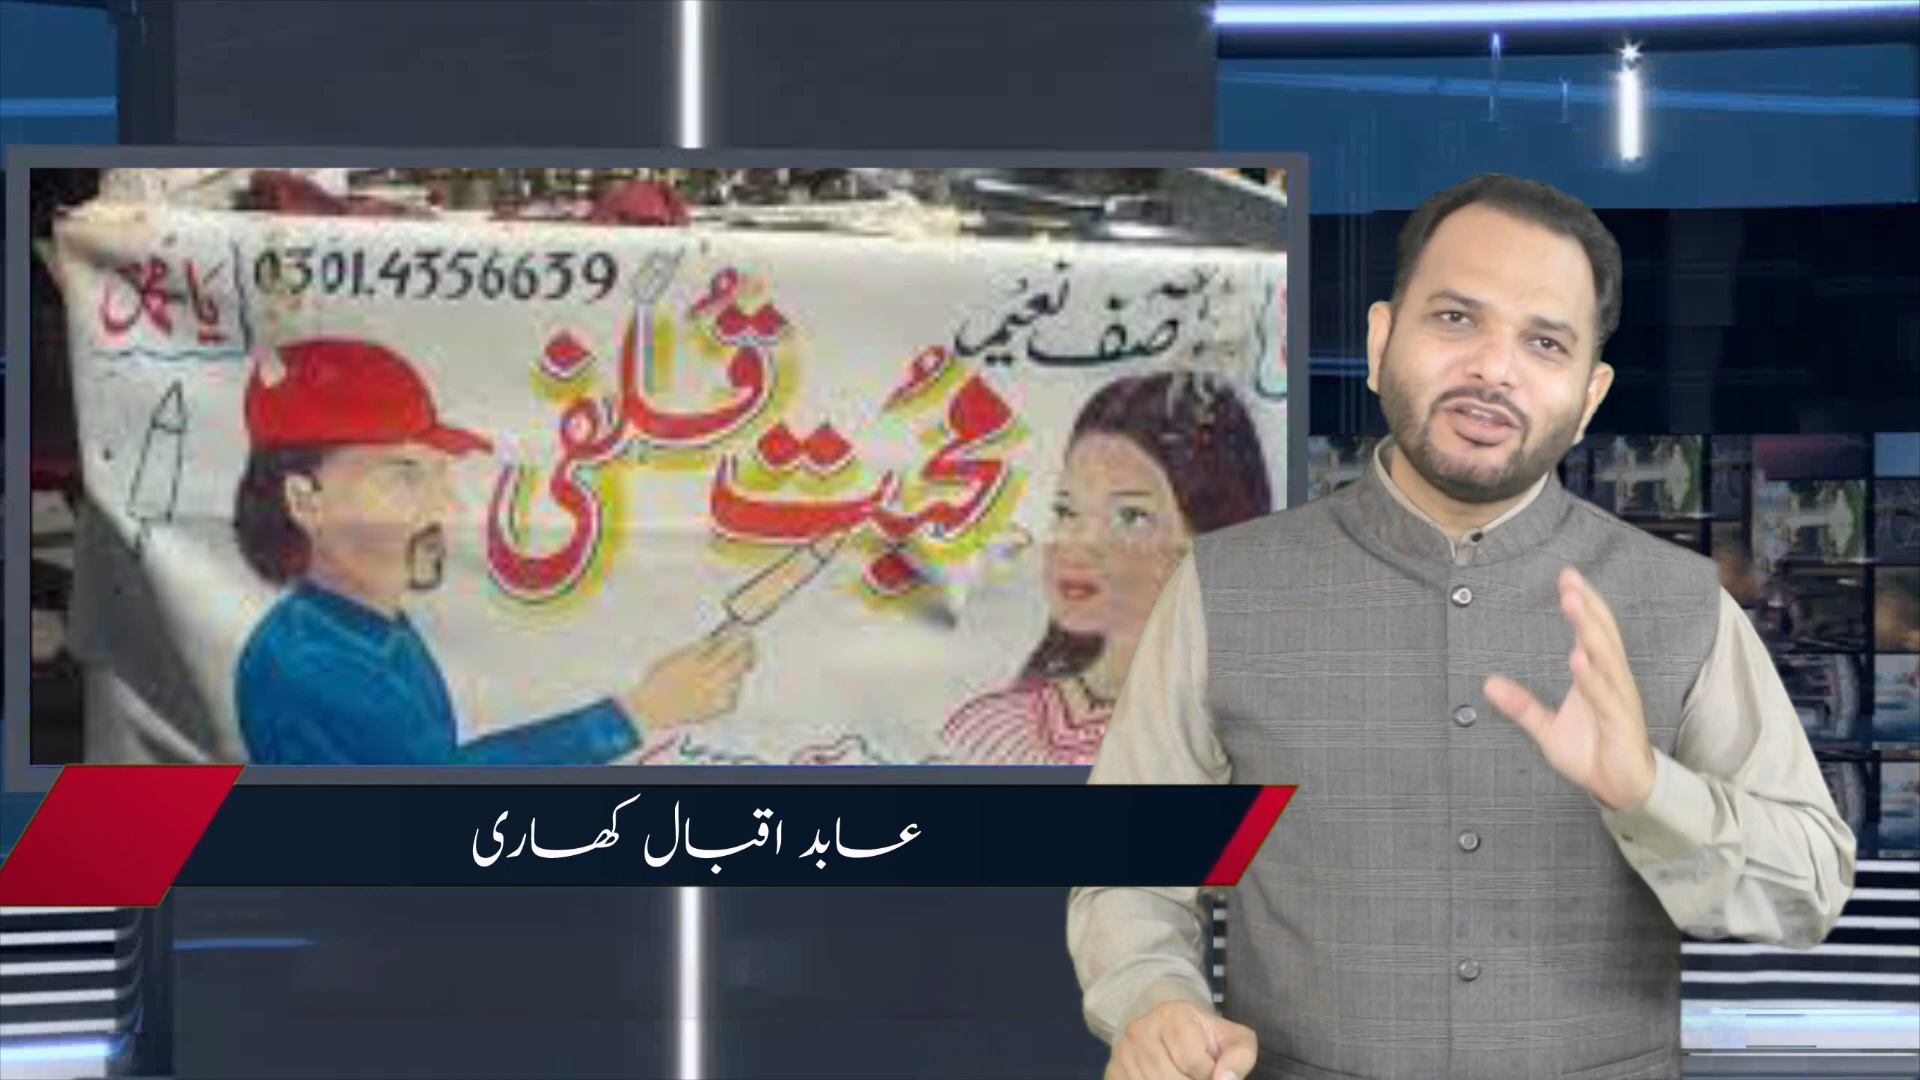 یا محمدؐ
0301.4356639
آصف نعیم
محبت قلفی
عابد اقبال کھاری